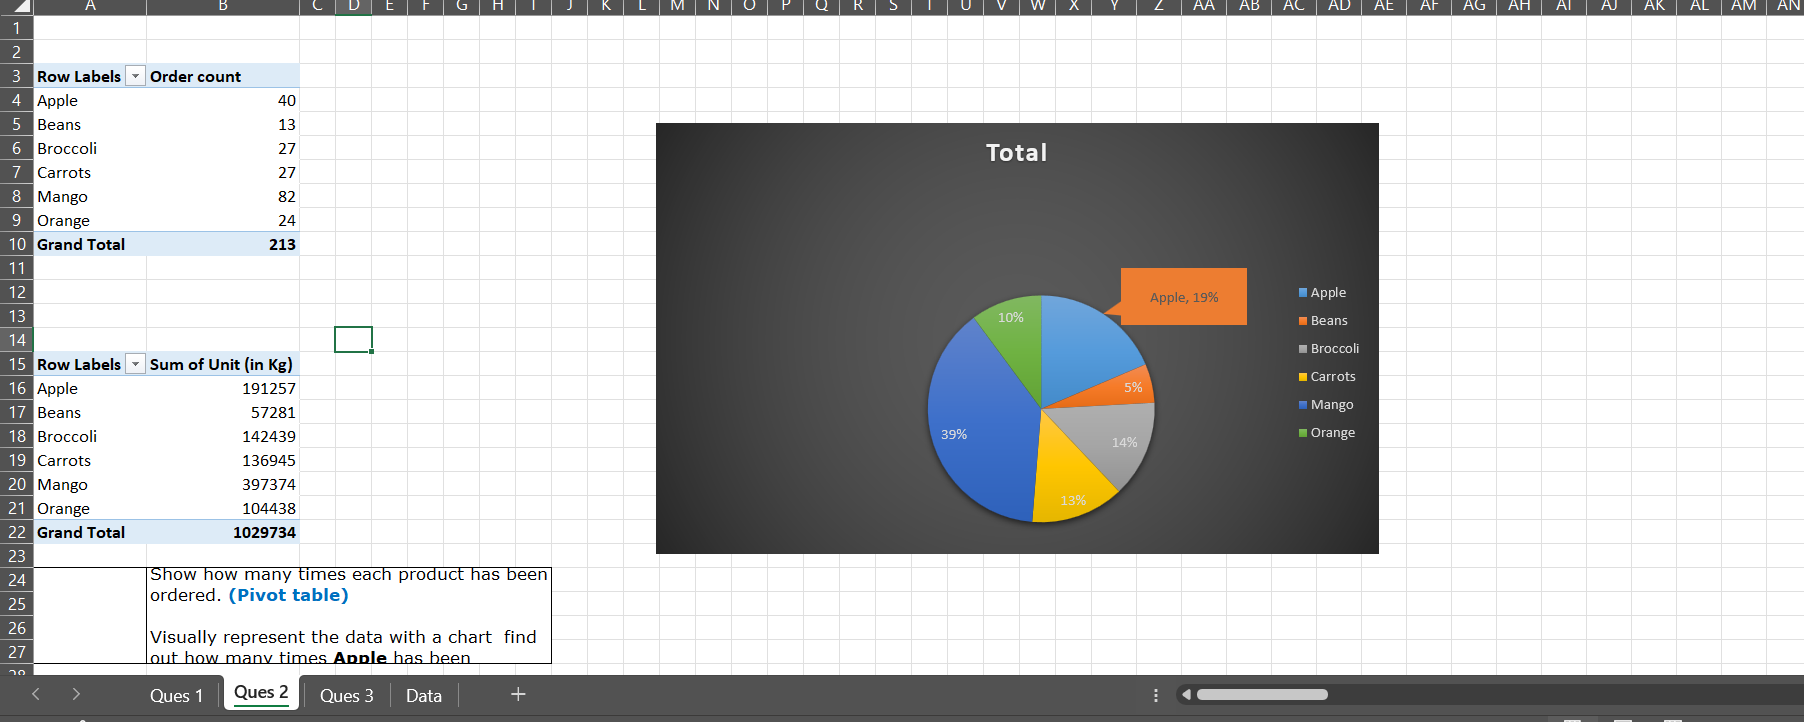 A B C D E F G H I J K L M N O P Q R S T U V W X Y Z AA AB AC AD AE AF AG AH AI AJ AK AL AM AN
1
2
3 Row Labels Order count
4 Apple 40
5 Beans 13
6 Broccoli 27
7 Carrots 27
8 Mango 82
9 Orange 24
10 Grand Total 213
11
12
13
14
15 Row Labels Sum of Unit (in Kg)
16 Apple 191257
17 Beans 57281
18 Broccoli 142439
19 Carrots 136945
20 Mango 397374
21 Orange 104438
22 Grand Total 1029734
23
24
25
26
27
28
Show how many times each product has been
ordered. (Pivot table)
Visually represent the data with a chart  find
out how many times Apple has been
Total
Apple, 19%
10%
5%
39%
14%
13%
Apple
Beans
Broccoli
Carrots
Mango
Orange
Ques 1 Ques 2 Ques 3 Data